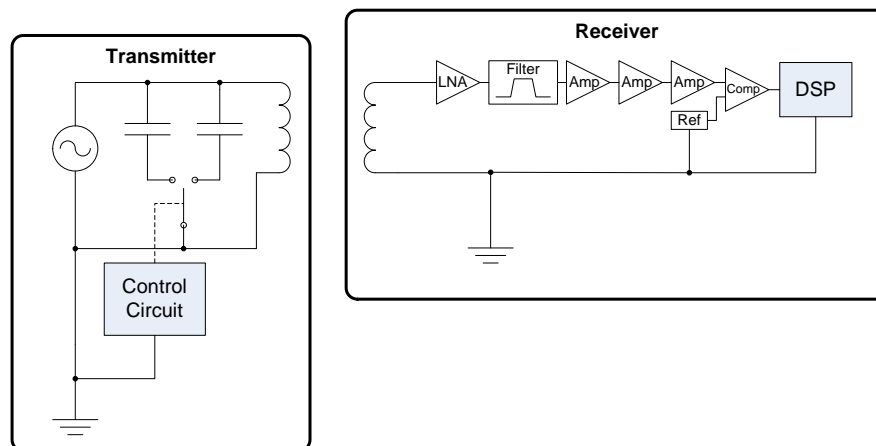 Transmitter
Control
Circuit
Receiver
LNA
Filter
Amp
Amp
Amp
Comp
DSP
Ref